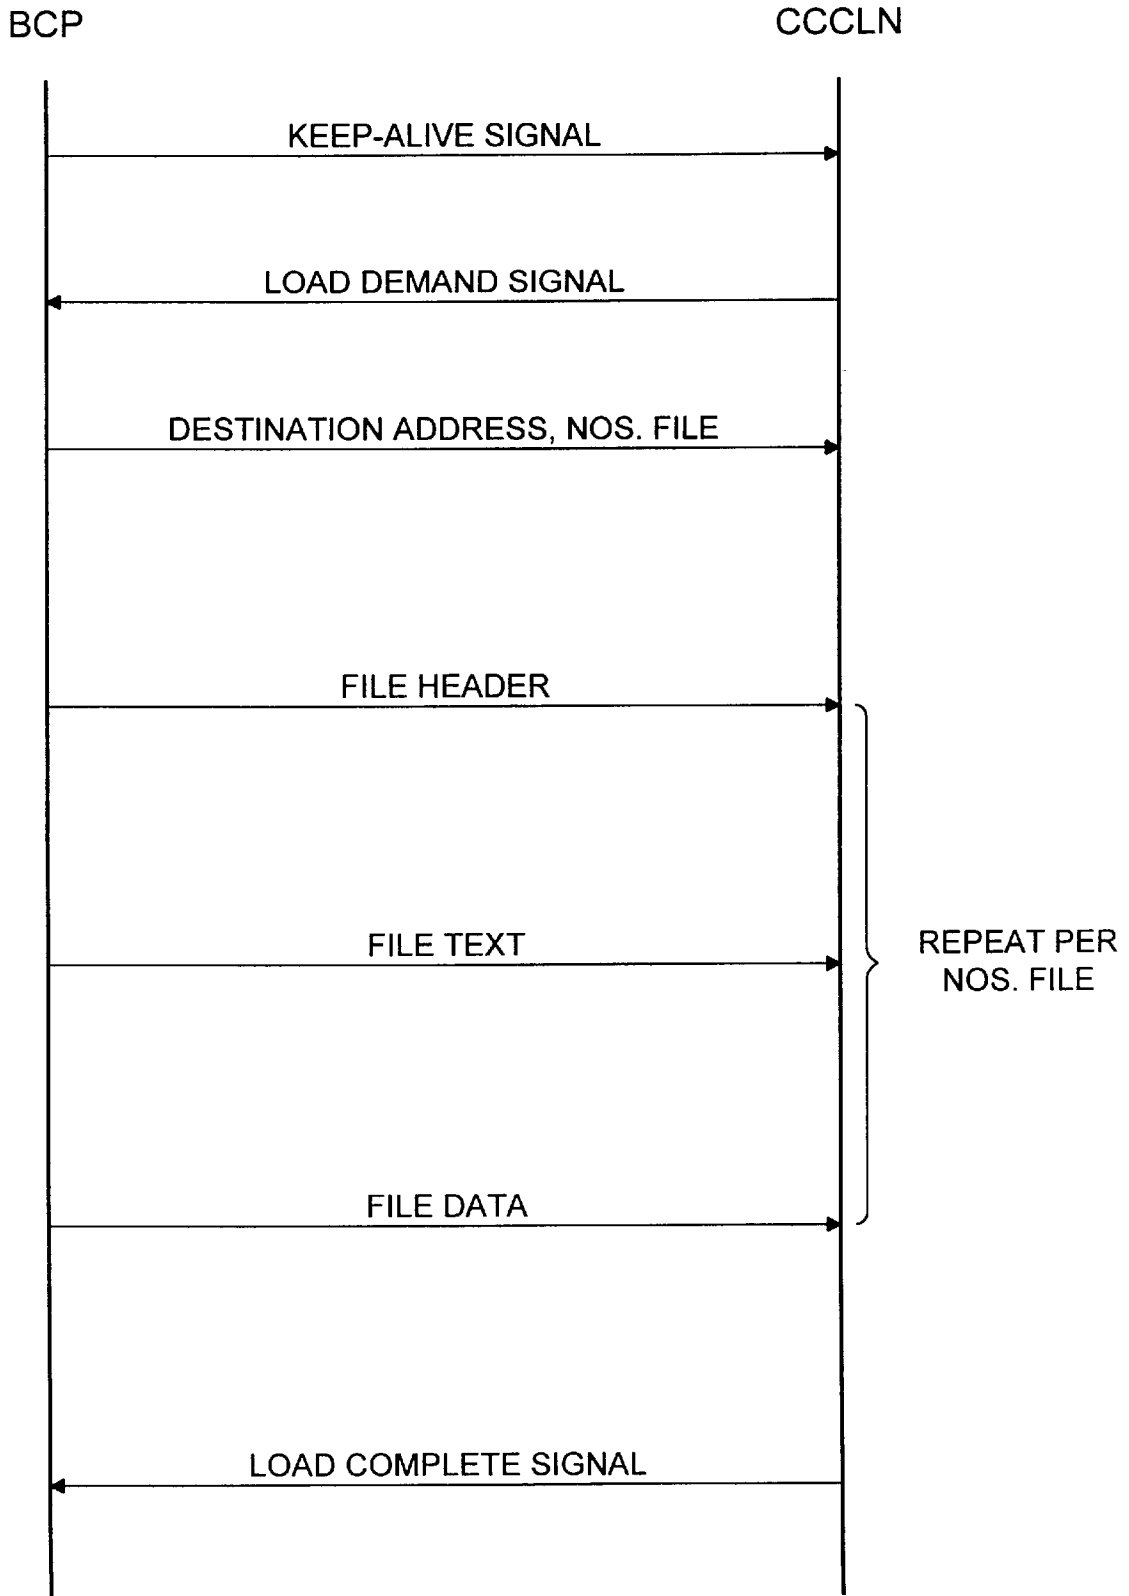 BCP
CCCLN
KEEP-ALIVE SIGNAL
LOAD DEMAND SIGNAL
DESTINATION ADDRESS, NOS. FILE
FILE HEADER
FILE TEXT
REPEAT PER
NOS. FILE
FILE DATA
LOAD COMPLETE SIGNAL